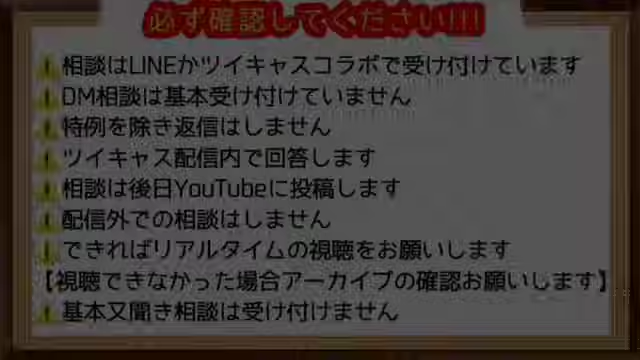 必ず確認してください!!!
⚠相談はLINEかツイキャスコラボで受け付けています
⚠DM相談は基本受け付けていません
⚠特例を除き返信はしません
⚠ツイキャス配信内で回答します
⚠相談は後日YouTubeに投稿します
⚠配信外での相談はしません
⚠できればリアルタイムの視聴をお願いします
【視聴できなかった場合アーカイブの確認お願いします】
⚠基本又聞き相談は受け付けません